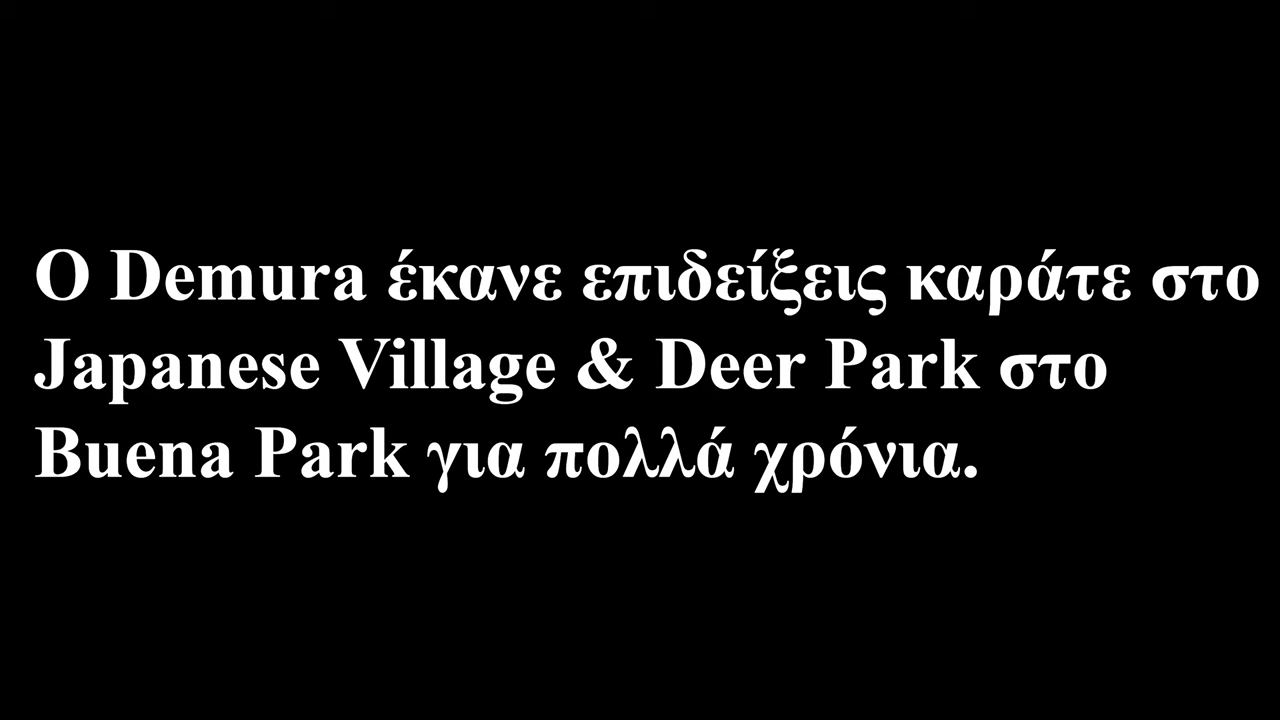 Ο Demura έκανε επιδείξεις καράτε στο
Japanese Village & Deer Park στο
Buena Park για πολλά χρόνια.